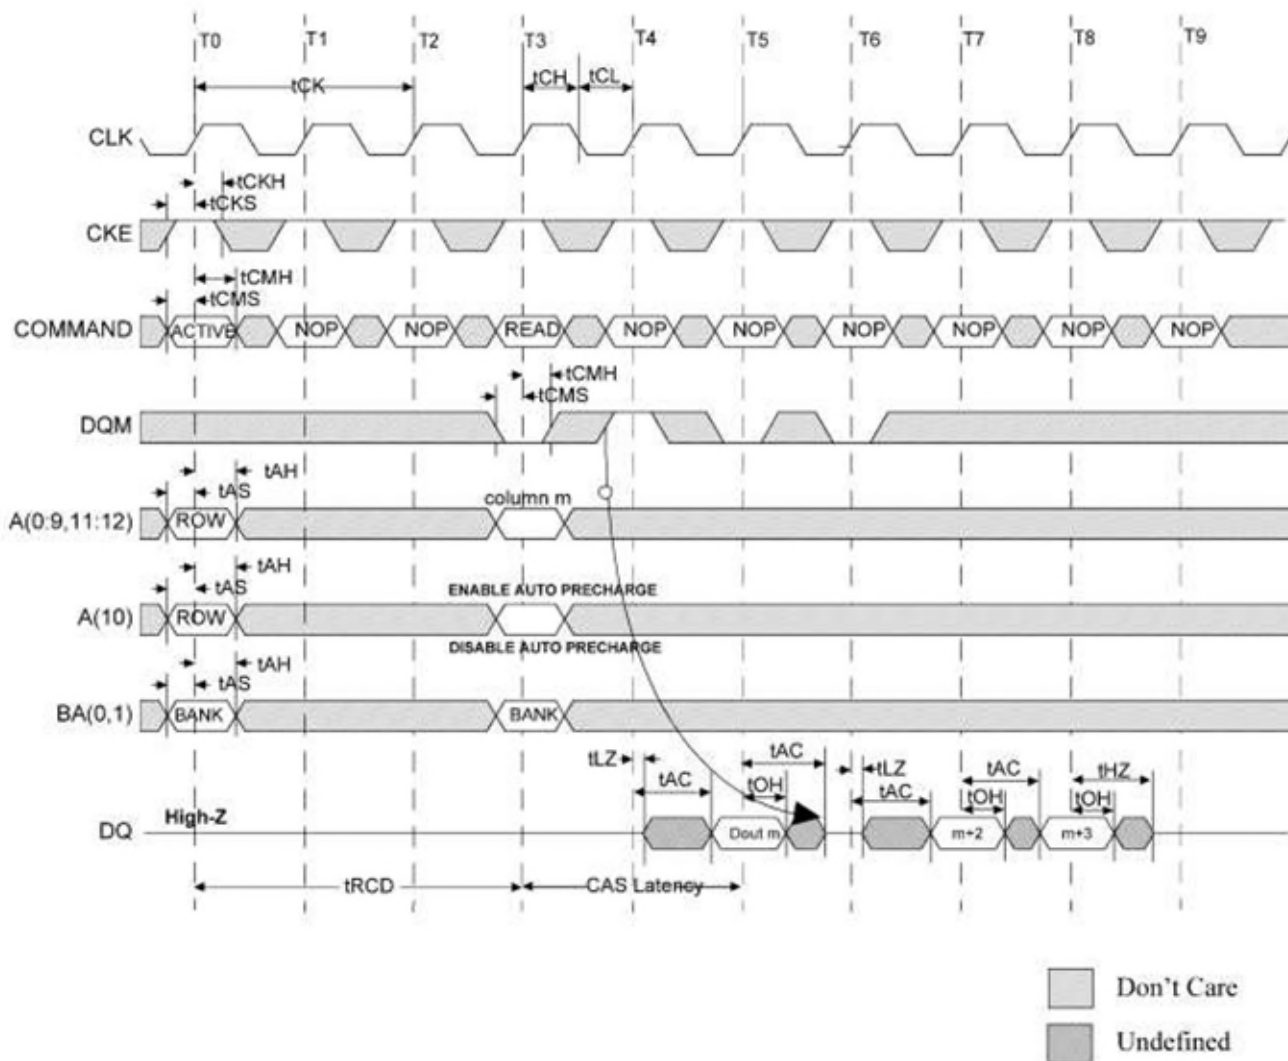 T0 T1 T2 T3 T4 T5 T6 T7 T8 T9
tCK tCH tCL
CLK
tCKH
tCKS
CKE
tCMH
tCMS
COMMAND ACTIVE NOP NOP READ NOP NOP NOP NOP NOP NOP
tCMH
tCMS
DQM
tAH
tAS column m
A(0:9,11:12) ROW
tAH
tAS ENABLE AUTO PRECHARGE
A(10) ROW
DISABLE AUTO PRECHARGE
tAH
tAS
BA(0,1) BANK BANK
tLZ tAC tLZ tAC tHZ
tAC tOH tAC tOH tOH
High-Z
DQ Dout m m+2 m+3
tRCD CAS Latency
Don't Care
Undefined